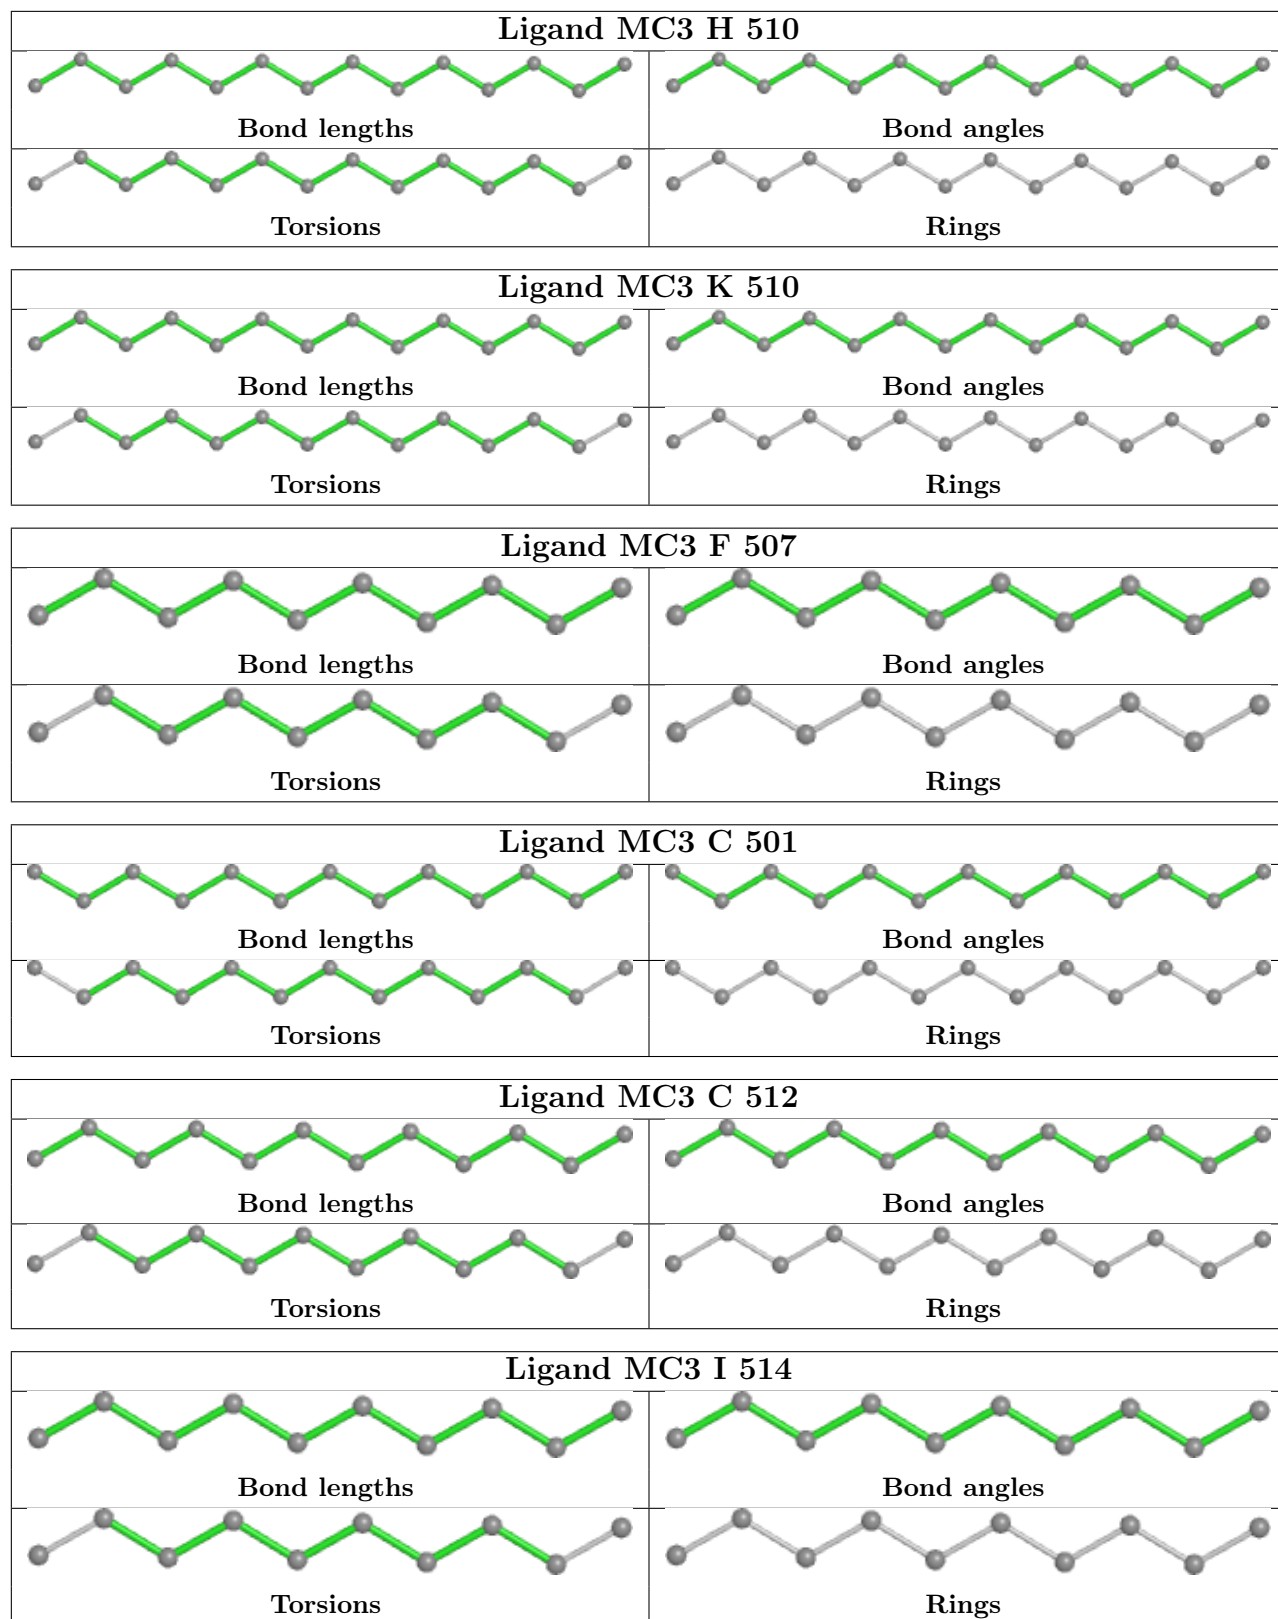 Ligand MC3 H 510
Bond lengths Bond angles
Torsions Rings
Ligand MC3 K 510
Bond lengths Bond angles
Torsions Rings
Ligand MC3 F 507
Bond lengths Bond angles
Torsions Rings
Ligand MC3 C 501
Bond lengths Bond angles
Torsions Rings
Ligand MC3 C 512
Bond lengths Bond angles
Torsions Rings
Ligand MC3 I 514
Bond lengths Bond angles
Torsions Rings